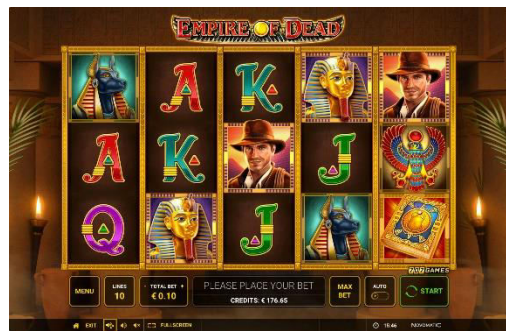 EMPIRE OF DEAD
A K
A K J
Q J
GAMES
MENU LINES 10 - TOTAL BET + € 0.10 PLEASE PLACE YOUR BET CREDITS: € 176.65 MAX BET AUTO START
EXIT FULLSCREEN 15:46 NOVOMATIC